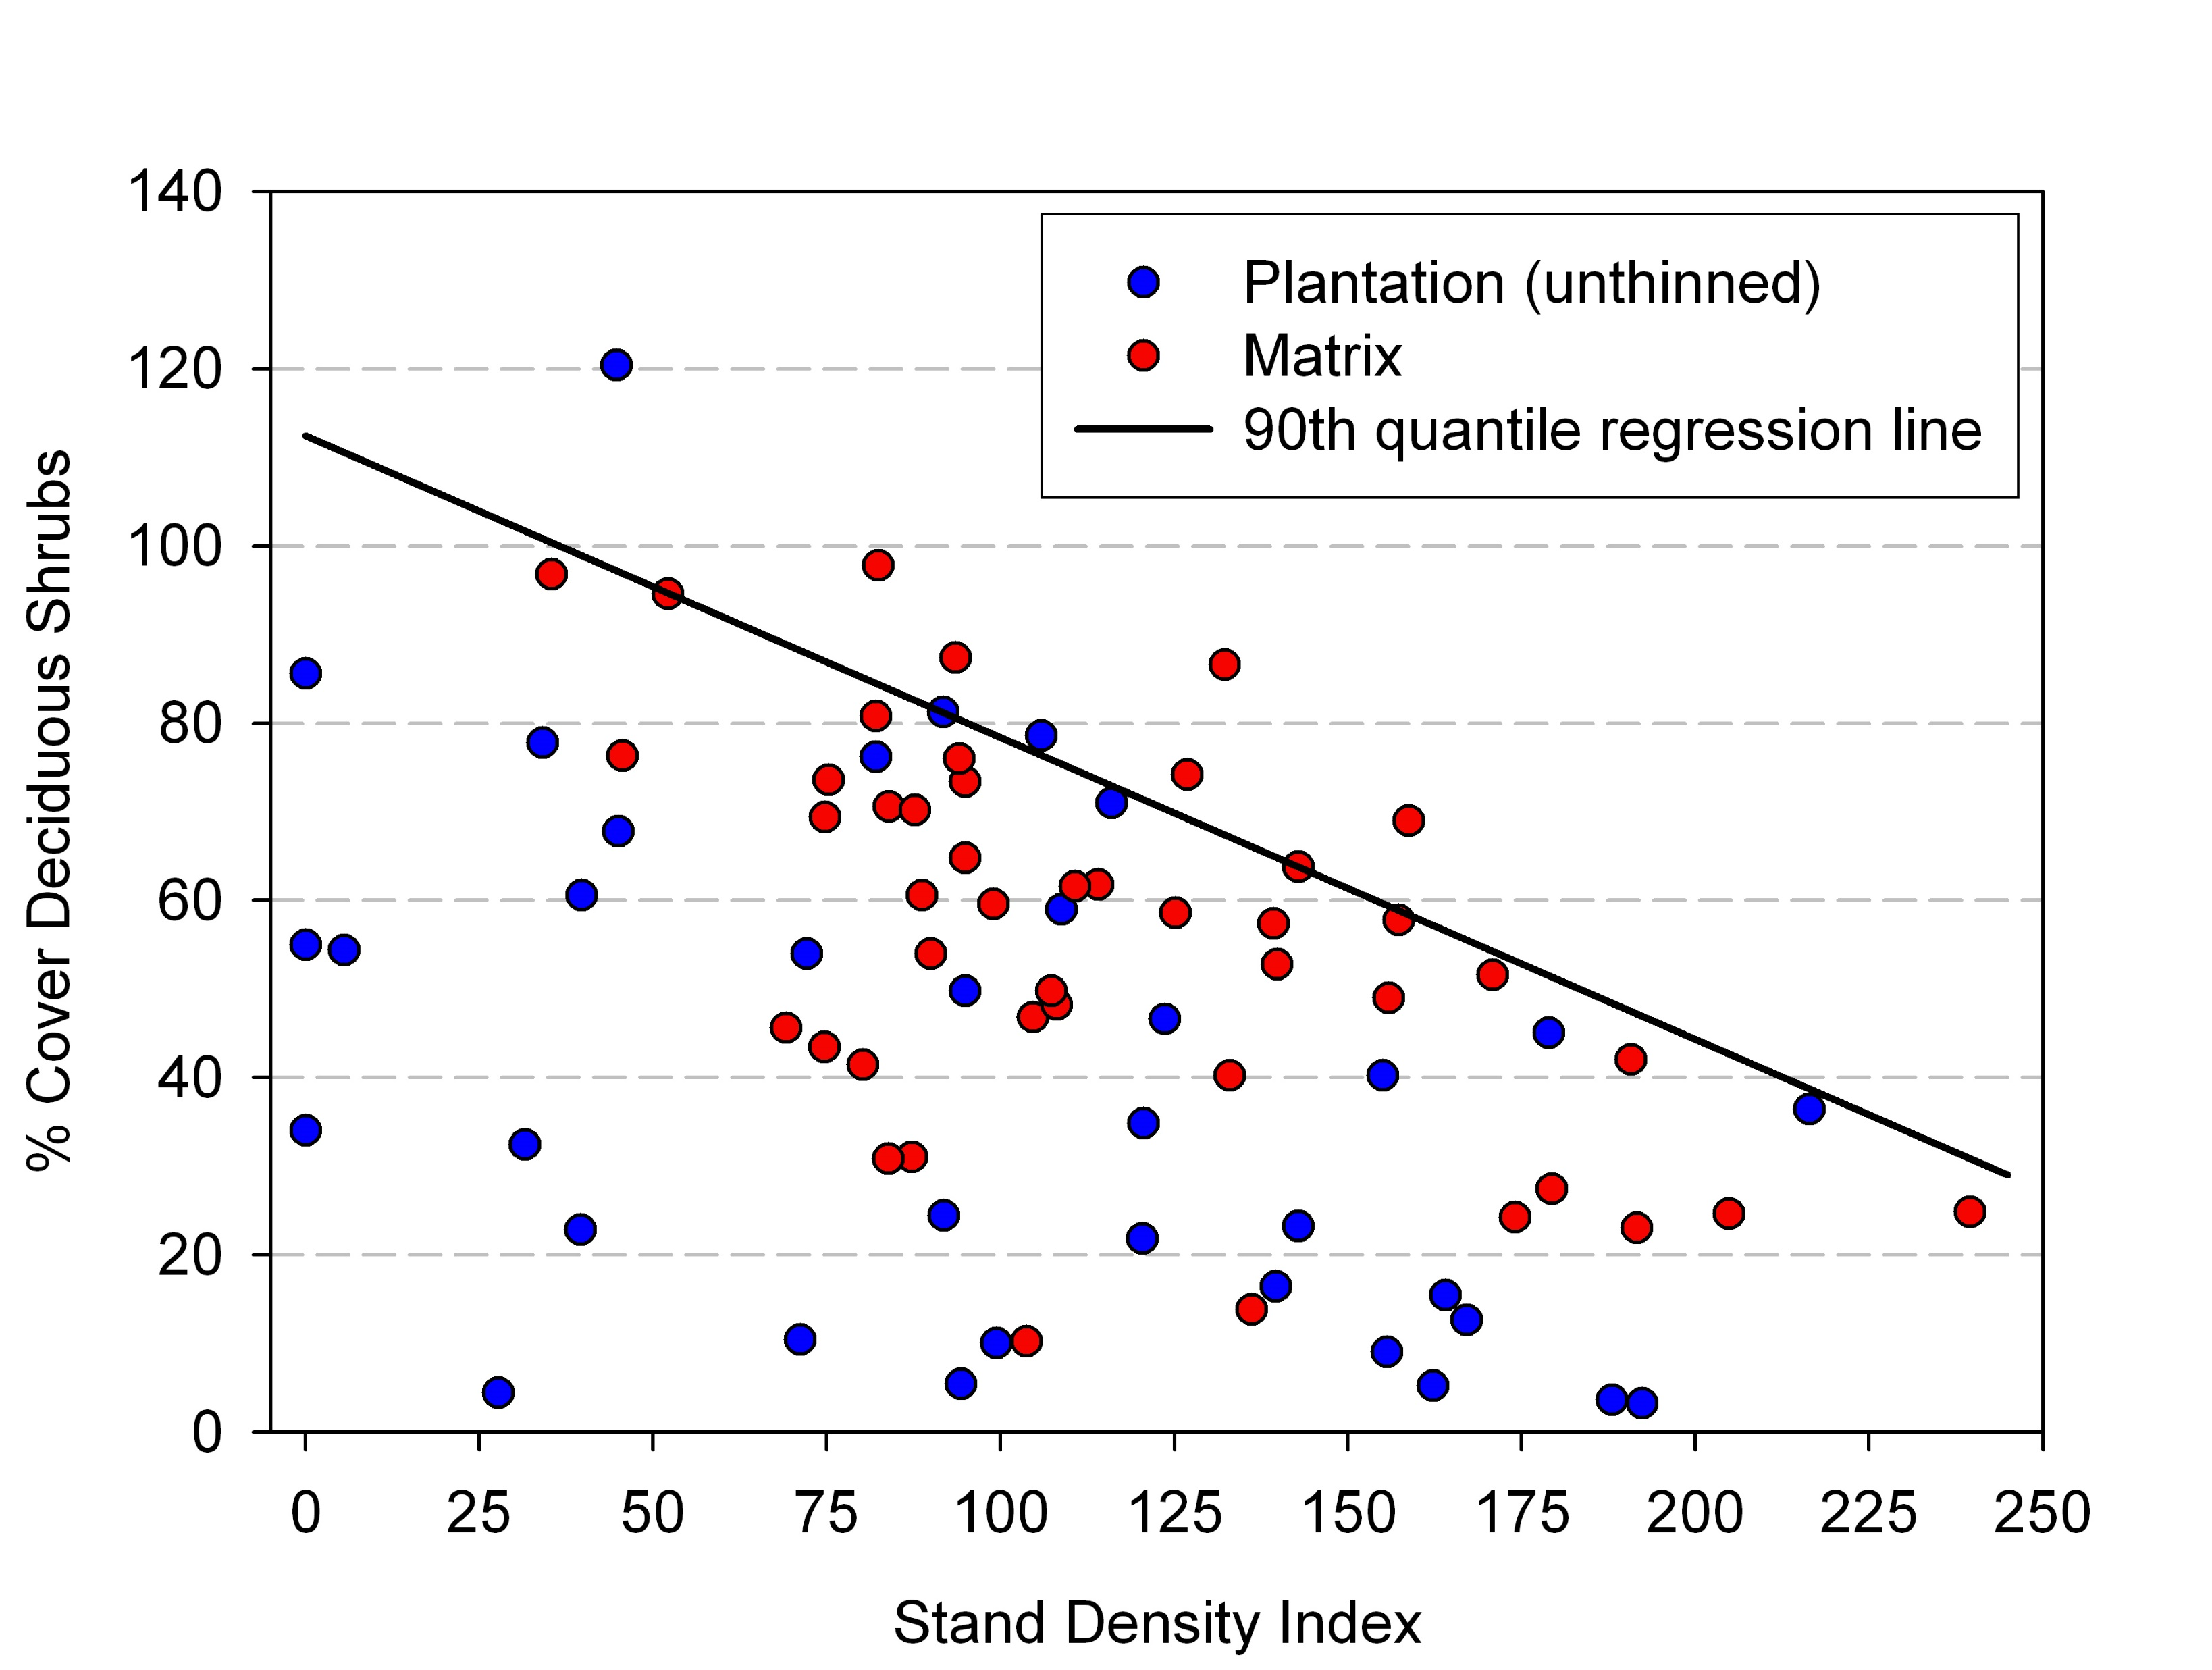 140
120
100
80
60
40
20
0
% Cover Deciduous Shrubs
Plantation (unthinned)
Matrix
90th quantile regression line
0 25 50 75 100 125 150 175 200 225 250
Stand Density Index